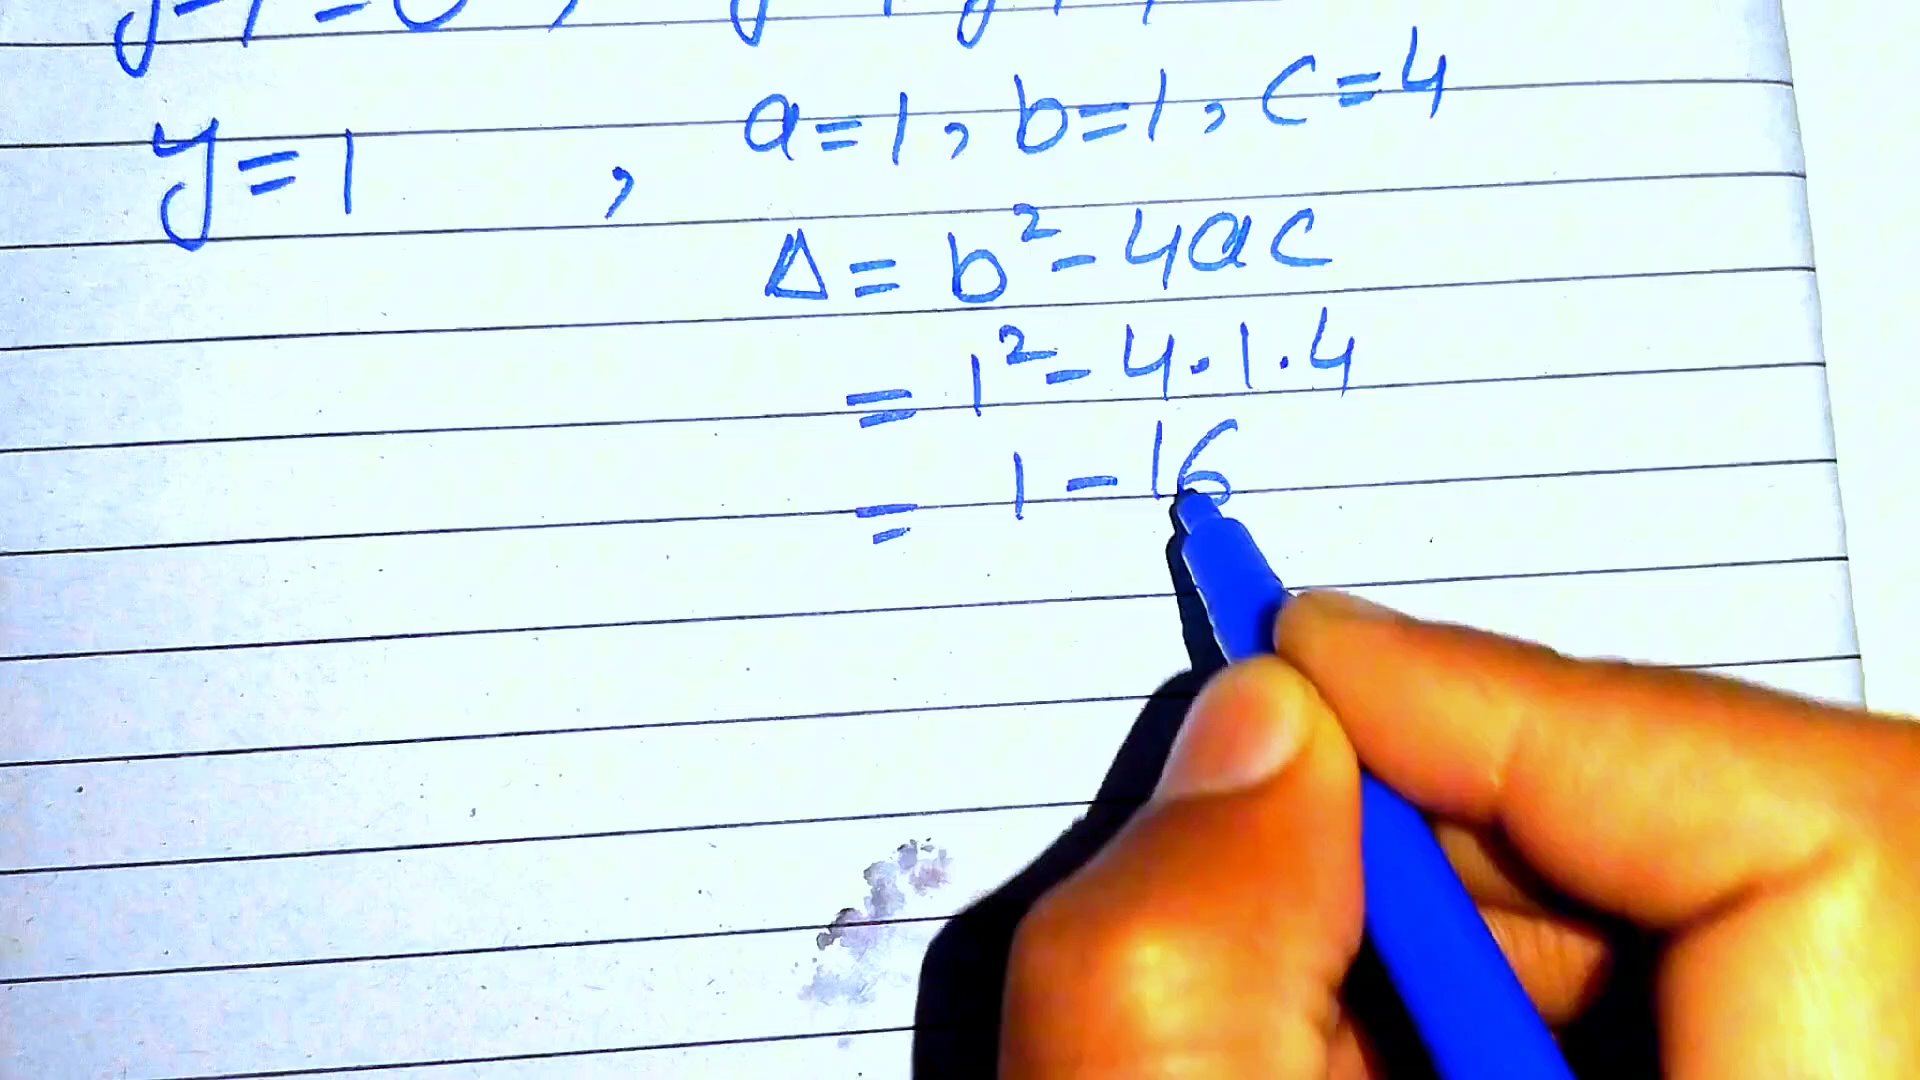 y = 1 , a = 1, b = 1, c = 4
Δ = b² - 4ac
= 1² - 4·1·4
= 1 - 16